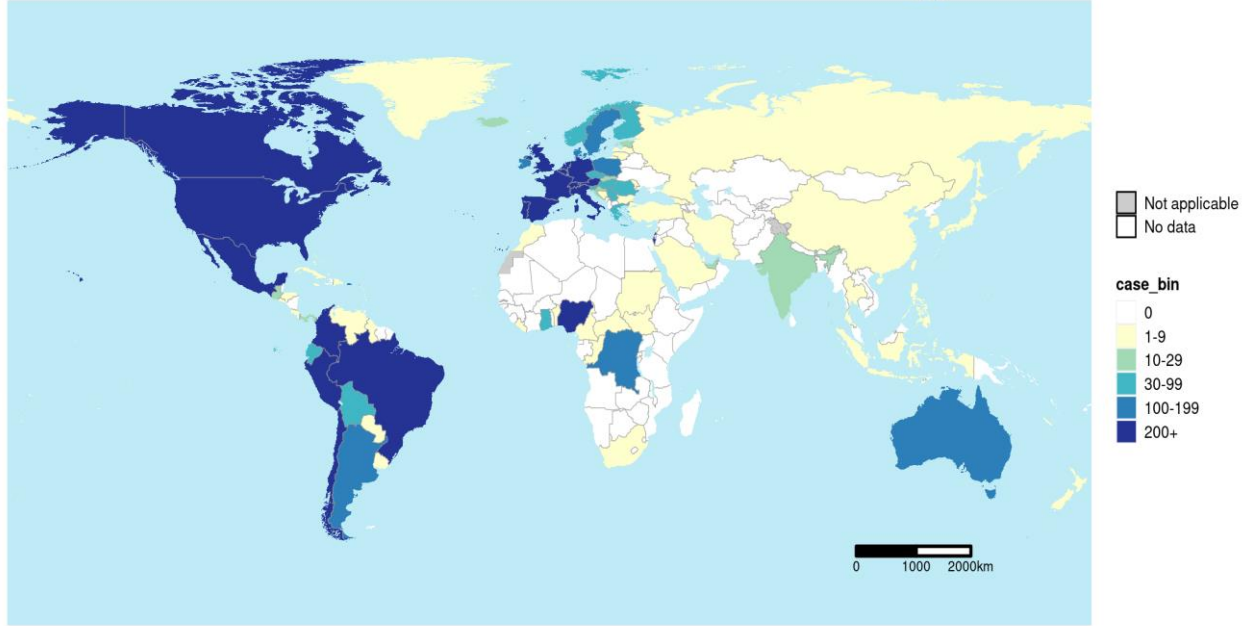 Not applicable
No data
case_bin
0
1-9
10-29
30-99
100-199
200+
0 1000 2000km